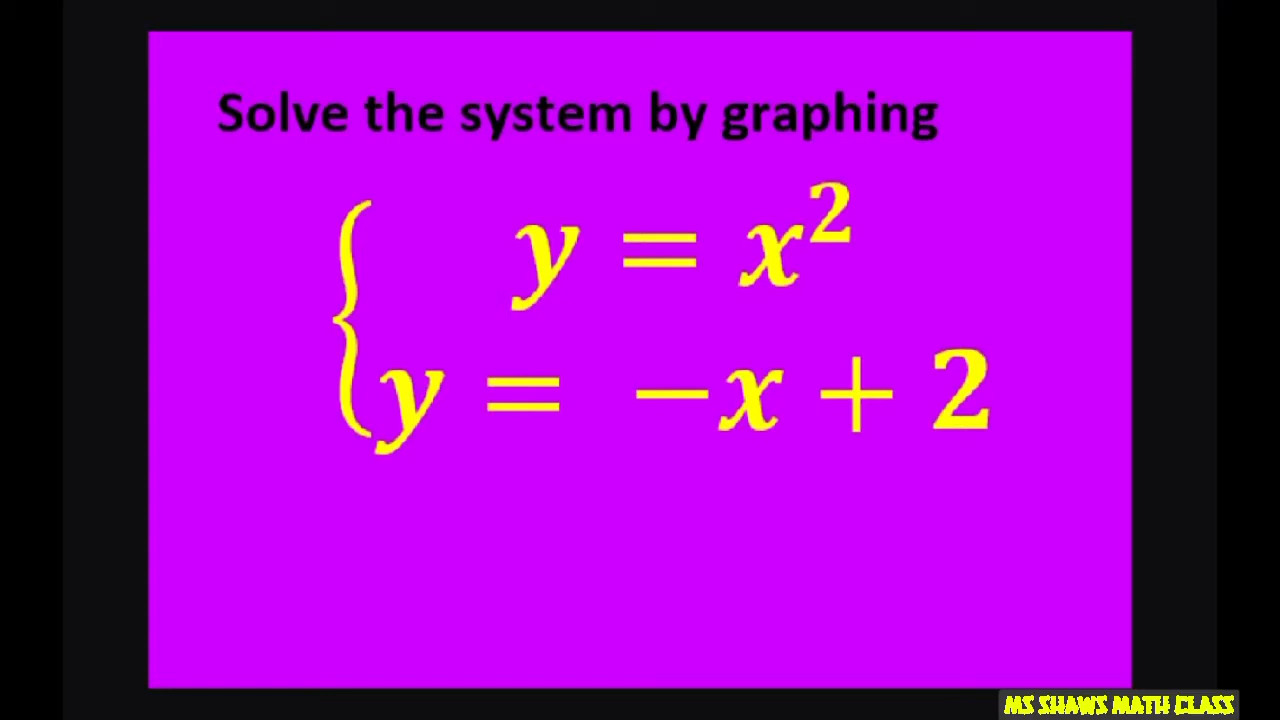 Solve the system by graphing
y = x²
y = −x + 2
MS SHAWS MATH CLASS